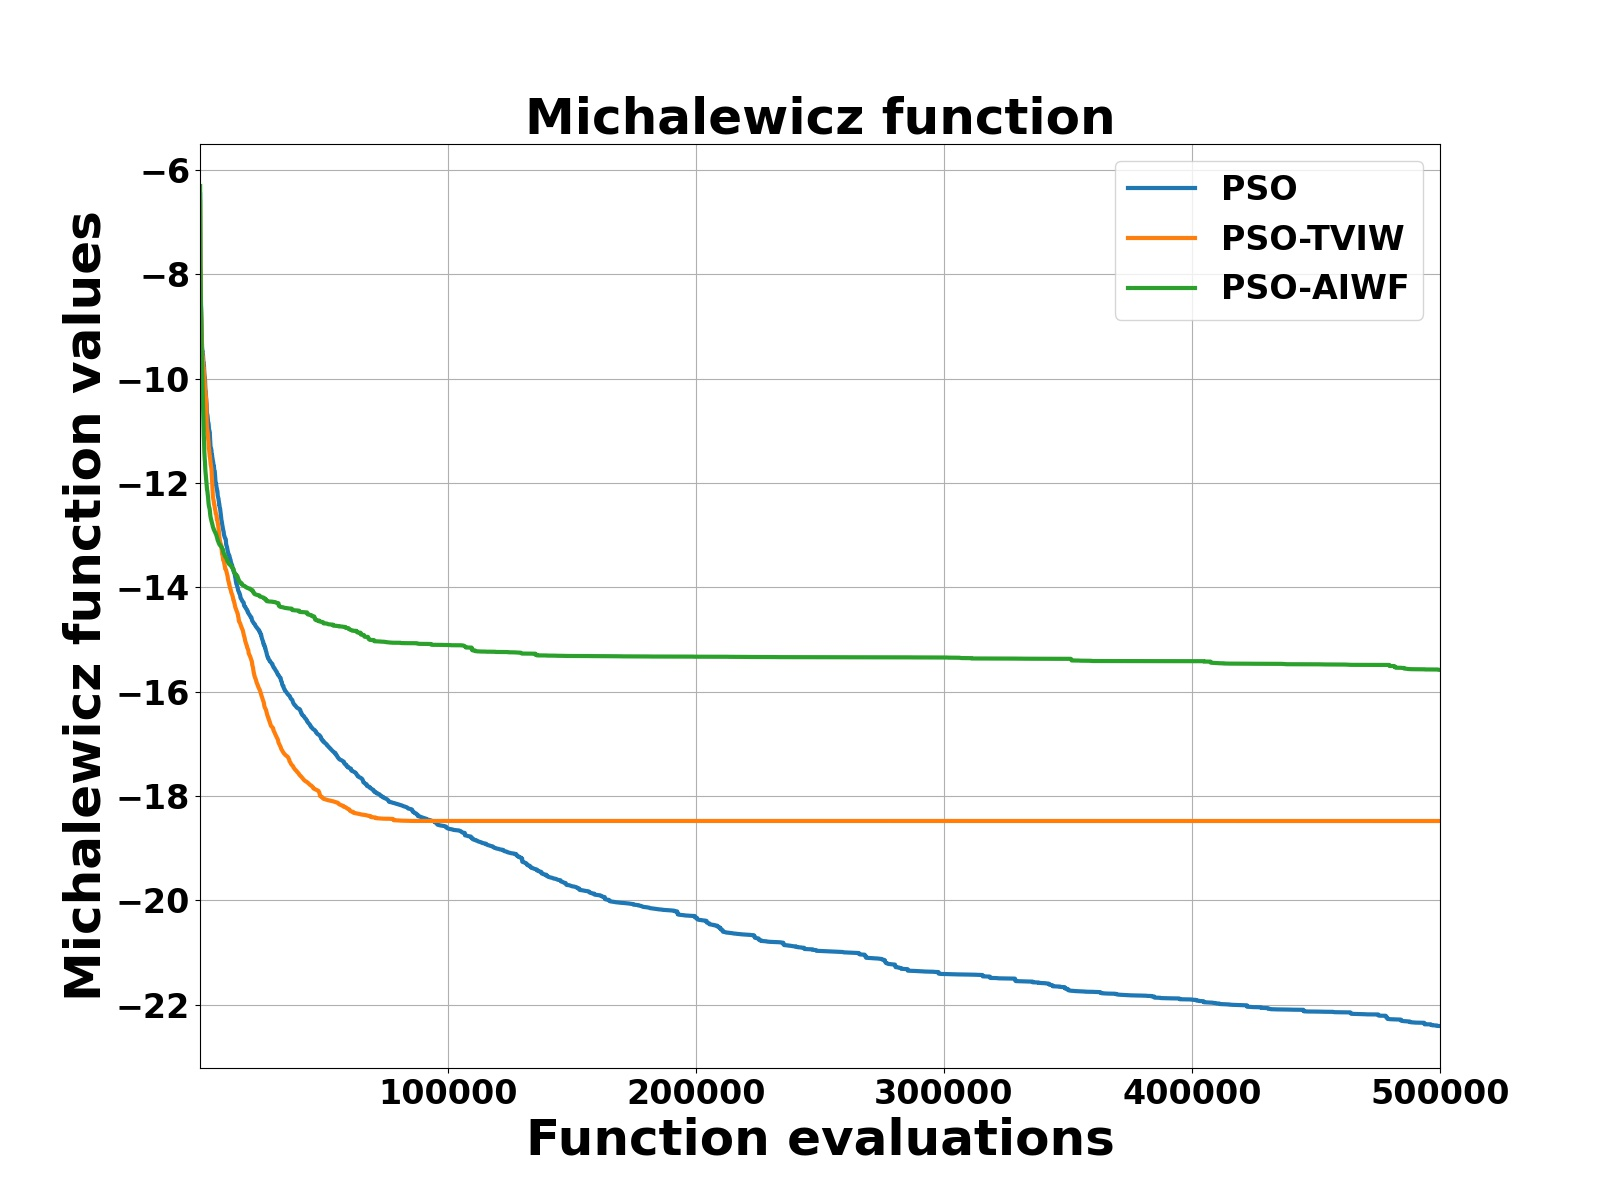 Michalewicz function
Michalewicz function values
−6
−8
−10
−12
−14
−16
−18
−20
−22
PSO
PSO-TVIW
PSO-AIWF
100000 200000 300000 400000 500000
Function evaluations